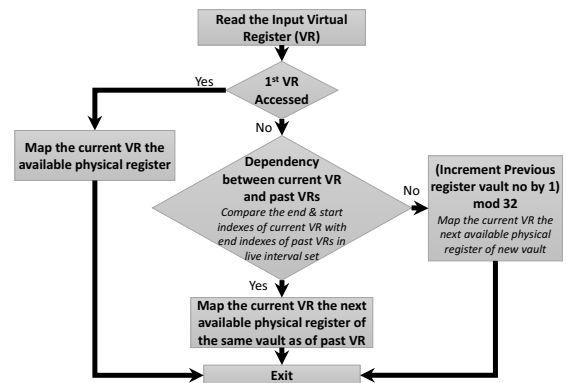 Read the Input Virtual
Register (VR)
Yes
1st VR
Accessed
No
Map the current VR the
available physical register
Dependency
between current VR
and past VRs
Compare the end & start
indexes of current VR with
end indexes of past VRs in
live interval set
No
(Increment Previous
register vault no by 1)
mod 32
Map the current VR the
next available physical
register of new vault
Yes
Map the current VR the next
available physical register of
the same vault as of past VR
Exit